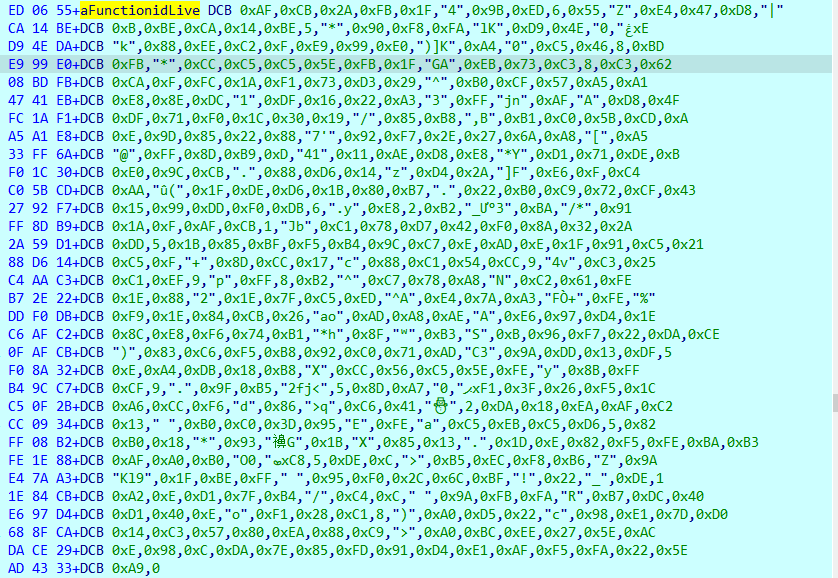 ED 06 55+aFunctionidLive DCB 0xAF,0xCB,0x2A,0xFB,0x1F,"4",0x9B,0xED,6,0x55,"Z",0xE4,0x47,0xD8,"|"
CA 14 BE+DCB 0xB,0xBE,0xCA,0x14,0xBE,5,"*",0x90,0xF8,0xFA,"lK",0xD9,0x4E,"0",
D9 4E DA+DCB "k",0x88,0xEE,0xC2,0xF,0xE9,0x99,0xE0,")]K",0xA4,"0",0xC5,0x46,8,0xBD
E9 99 E0+DCB 0xFB,"*",0xCC,0xC5,0xC5,0x5E,0xFB,0x1F,"GA",0xEB,0x73,0xC3,8,0xC3,0x62
08 BD FB+DCB 0xCA,0xF,0xFC,0x1A,0xF1,0x73,0xD3,0x29,"^",0xB0,0xCF,0x57,0xA5,0xA1
47 41 EB+DCB 0xE8,0x8E,0xDC,"1",0xDF,0x16,0x22,0xA3,"3",0xFF,"jn",0xAF,"A",0xD8,0x4F
FC 1A F1+DCB 0xDF,0x71,0xF0,0x1C,0x30,0x19,"/",0x85,0xB8,",B",0xB1,0xC0,0x5B,0xCD,0xA
A5 A1 E8+DCB 0xE,0x9D,0x85,0x22,0x88,"7'",0x92,0xF7,0x2E,0x27,0x6A,0xA8,"[",0xA5
33 FF 6A+DCB "@",0xFF,0x8D,0xB9,0xD,"41",0x11,0xAE,0xD8,0xE8,"*Y",0xD1,0x71,0xDE,0xB
F0 1C 30+DCB 0xE0,0x9C,0xCB,".",0x88,0xD6,0x14,"z",0xD4,0x2A,"]F",0xE6,0xF,0xC4
C0 5B CD+DCB 0xAA,"û(",0x1F,0xDE,0xD6,0x1B,0x80,0xB7,".",0x22,0xB0,0xC9,0x72,0xCF,0x43
27 92 F7+DCB 0x15,0x99,0xDD,0xF0,0xDB,6,".y",0xE8,2,0xB2,"_Ưº3",0xBA,"/*",0x91
FF 8D B9+DCB 0x1A,0xF,0xAF,0xCB,1,"Jb",0xC1,0x78,0xD7,0x42,0xF0,0x8A,0x32,0x2A
2A 59 D1+DCB 0xDD,5,0x1B,0x85,0xBF,0xF5,0xB4,0x9C,0xC7,0xE,0xAD,0xE,0x1F,0x91,0xC5,0x21
88 D6 14+DCB 0xC5,0xF,"+",0x8D,0xCC,0x17,"c",0x88,0xC1,0x54,0xCC,9,"4v",0xC3,0x25
C4 AA C3+DCB 0xC1,0xEF,9,"p",0xFF,8,0xB2,"^",0xC7,0x78,0xA8,"N",0xC2,0x61,0xFE
B7 2E 22+DCB 0x1E,0x88,"2",0x1E,0x7F,0xC5,0xED,"^A",0xE4,0x7A,0xA3,"FÒ+",0xFE,"%"
DD F0 DB+DCB 0xF9,0x1E,0x84,0xCB,0x26,"ao",0xAD,0xA8,0xAE,"A",0xE6,0x97,0xD4,0x1E
C6 AF C2+DCB 0x8C,0xE8,0xF6,0x74,0xB1,"*h",0x8F,"ʷ",0xB3,"S",0xB,0x96,0xF7,0x22,0xDA,0xCE
0F AF CB+DCB ")",0x83,0xC6,0xF5,0xB8,0x92,0xC0,0x71,0xAD,"C3",0x9A,0xDD,0x13,0xDF,5
F0 8A 32+DCB 0xE,0xA4,0xDB,0x18,0xB8,"X",0xCC,0x56,0xC5,0x5E,0xFE,"y",0x8B,0xFF
B4 9C C7+DCB 0xCF,9,".",0x9F,0xB5,"2fj<",5,0x8D,0xA7,"0,
C5 0F 2B+DCB 0xA6,0xCC,0xF6,"d",0x86,">q",0xC6,0x41,"⛄",2,0xDA,0x18,0xEA,0xAF,0xC2
CC 09 34+DCB 0x13," ",0xB0,0xC0,0x3D,0x95,"E",0xFE,"a",0xC5,0xEB,0xC5,0xD6,5,0x82
FF 08 B2+DCB 0xB0,0x18,"*",0x93, 0x1B,"X",0x85,0x13,".",0x1D,0xE,0x82,0xF5,0xFE,0xBA,0xB3
FE 1E 88+DCB 0xAF,0xA0,0xB0,"O0", 5,0xDE,0xC,">",0xB5,0xEC,0xF8,0xB6,"Z",0x9A
E4 7A A3+DCB "K19",0x1F,0xBE,0xFF," ",0x95,0xF0,0x2C,0x6C,0xBF,"!",0x22,"_",0xDE,1
1E 84 CB+DCB 0xA2,0xE,0xD1,0x7F,0xB4,"/",0xC4,0xC," ",0x9A,0xFB,0xFA,"R",0xB7,0xDC,0x40
E6 97 D4+DCB 0xD1,0x40,0xE,"o",0xF1,0x28,0xC1,8,")",0xA0,0xD5,0x22,"c",0x98,0xE1,0x7D,0xD0
68 8F CA+DCB 0x14,0xC3,0x57,0x80,0xEA,0x88,0xC9,">",0xA0,0xBC,0xEE,0x27,0x5E,0xAC
DA CE 29+DCB 0xE,0x98,0xC,0xDA,0x7E,0x85,0xFD,0x91,0xD4,0xE1,0xAF,0xF5,0xFA,0x22,0x5E
AD 43 33+DCB 0xA9,0